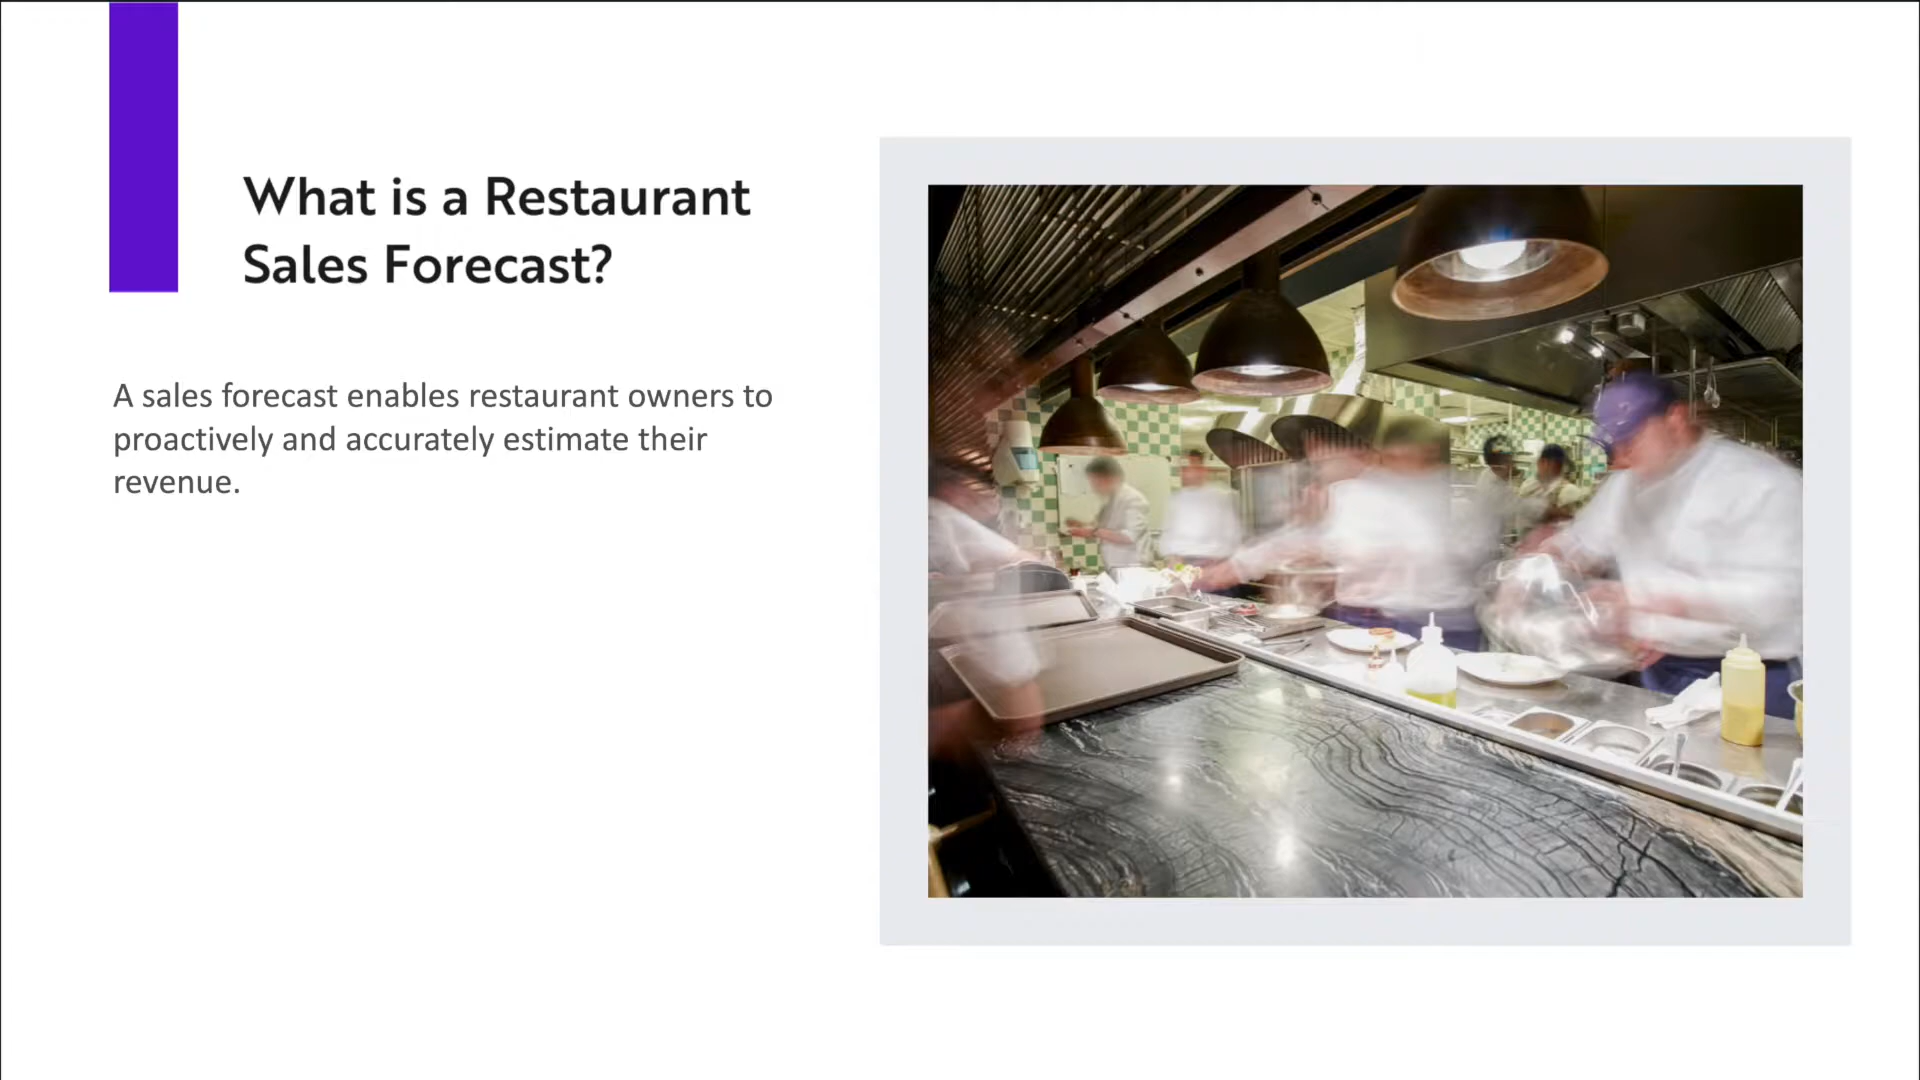 What is a Restaurant
Sales Forecast?
A sales forecast enables restaurant owners to
proactively and accurately estimate their
revenue.